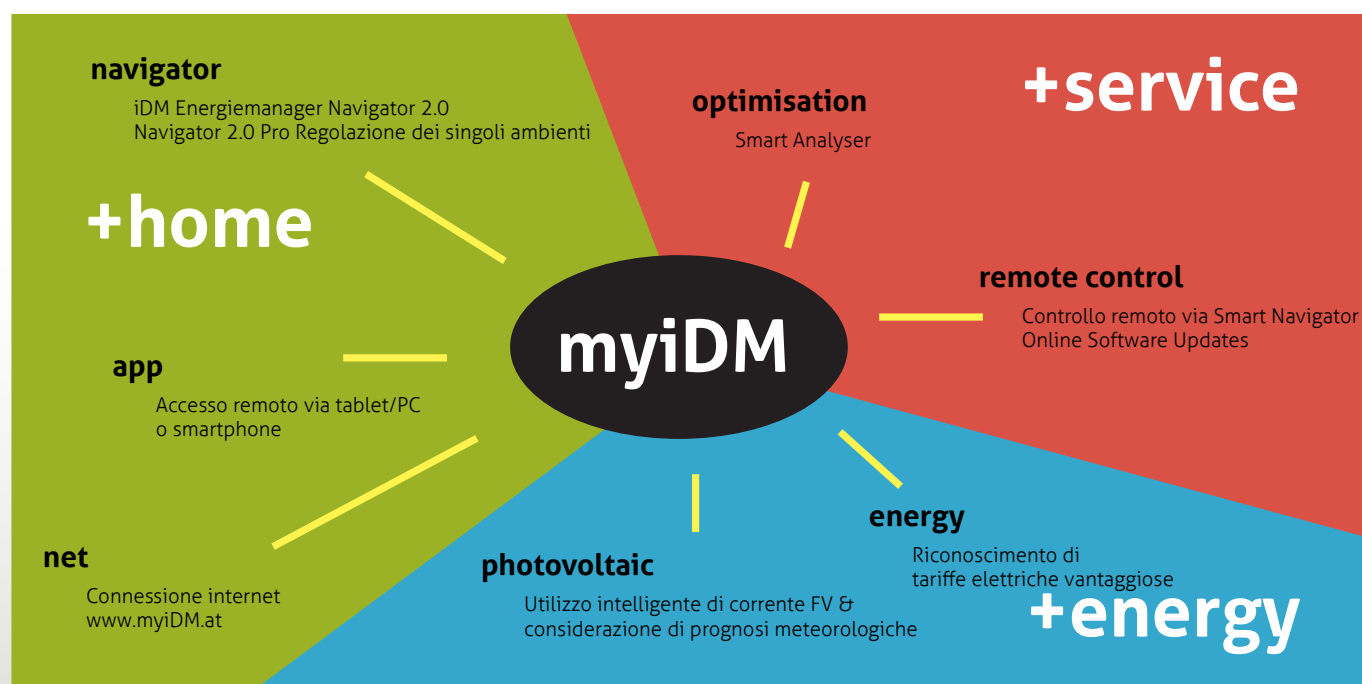 navigator
iDM Energiemanager Navigator 2.0
Navigator 2.0 Pro Regolazione dei singoli ambienti
+home
app
Accesso remoto via tablet/PC
o smartphone
net
Connessione internet
www.myiDM.at
myiDM
+service
optimisation
Smart Analyser
remote control
Controllo remoto via Smart Navigator
Online Software Updates
energy
Riconoscimento di
tariffe elettriche vantaggiose
+energy
photovoltaic
Utilizzo intelligente di corrente FV &
considerazione di prognosi meteorologiche